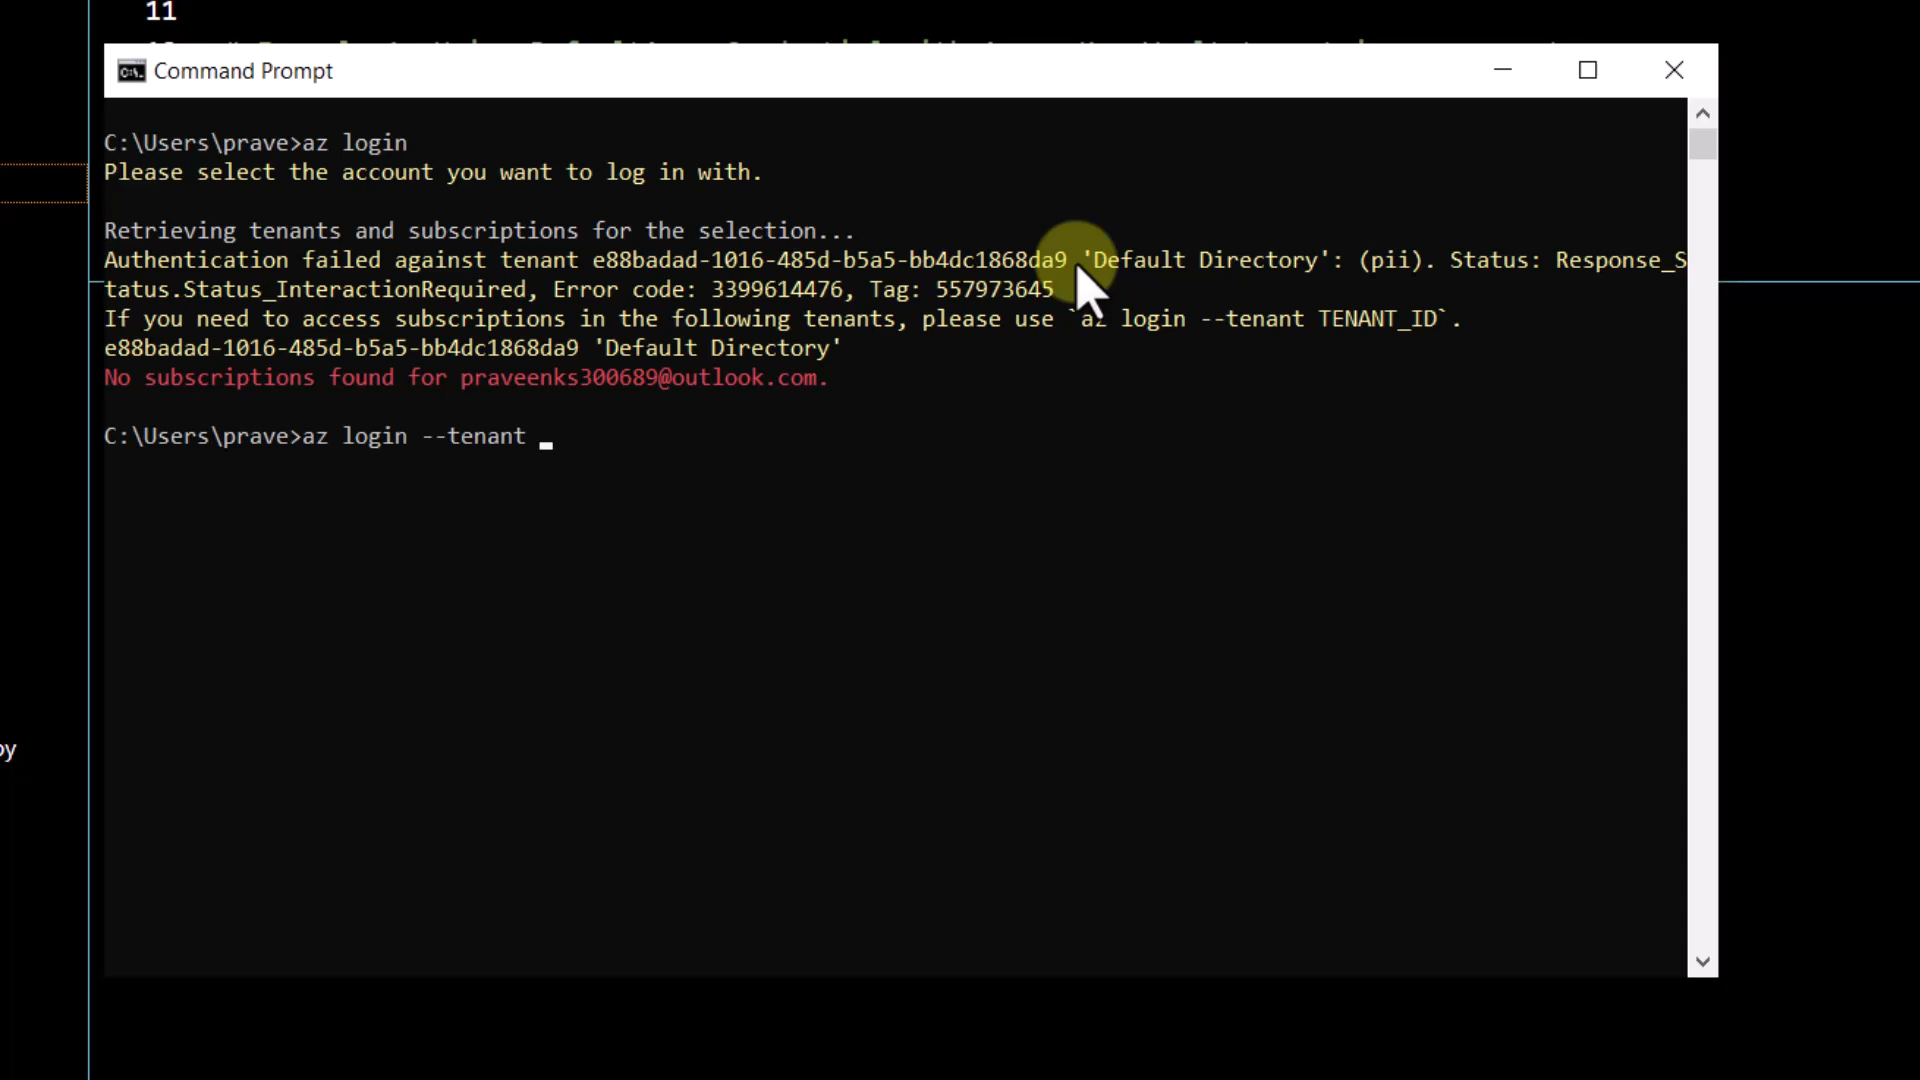 11
Command Prompt
C:\Users\prave>az login
Please select the account you want to log in with.
Retrieving tenants and subscriptions for the selection...
Authentication failed against tenant e88badad-1016-485d-b5a5-bb4dc1868da9 'Default Directory': (pii). Status: Response_S
tatus.Status_InteractionRequired, Error code: 3399614476, Tag: 557973645
If you need to access subscriptions in the following tenants, please use `az login --tenant TENANT_ID`.
e88badad-1016-485d-b5a5-bb4dc1868da9 'Default Directory'
No subscriptions found for praveenks300689@outlook.com.
C:\Users\prave>az login --tenant
py